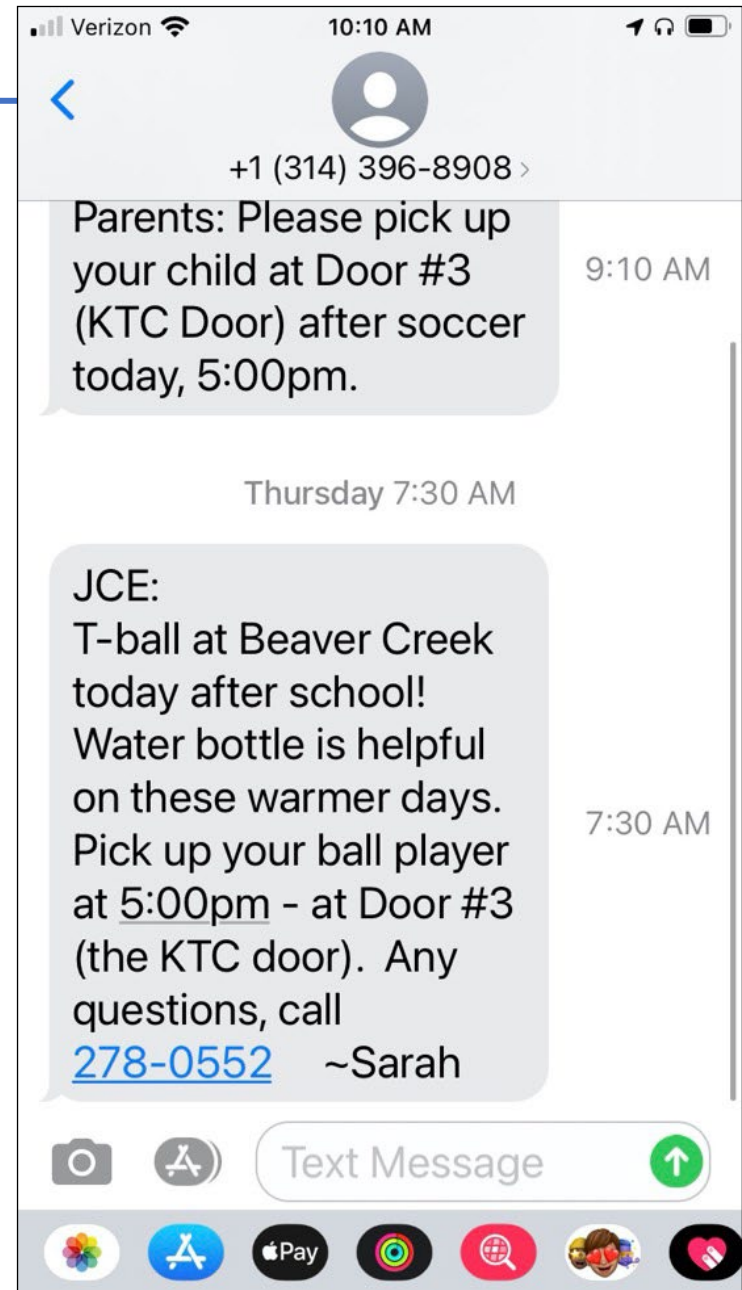 Verizon 10:10 AM
+1 (314) 396-8908 >
Parents: Please pick up
your child at Door #3
(KTC Door) after soccer
today, 5:00pm.
9:10 AM
Thursday 7:30 AM
JCE:
T-ball at Beaver Creek
today after school!
Water bottle is helpful
on these warmer days.
Pick up your ball player
at 5:00pm - at Door #3
(the KTC door).  Any
questions, call
278-0552 ~Sarah
7:30 AM
Text Message
Pay